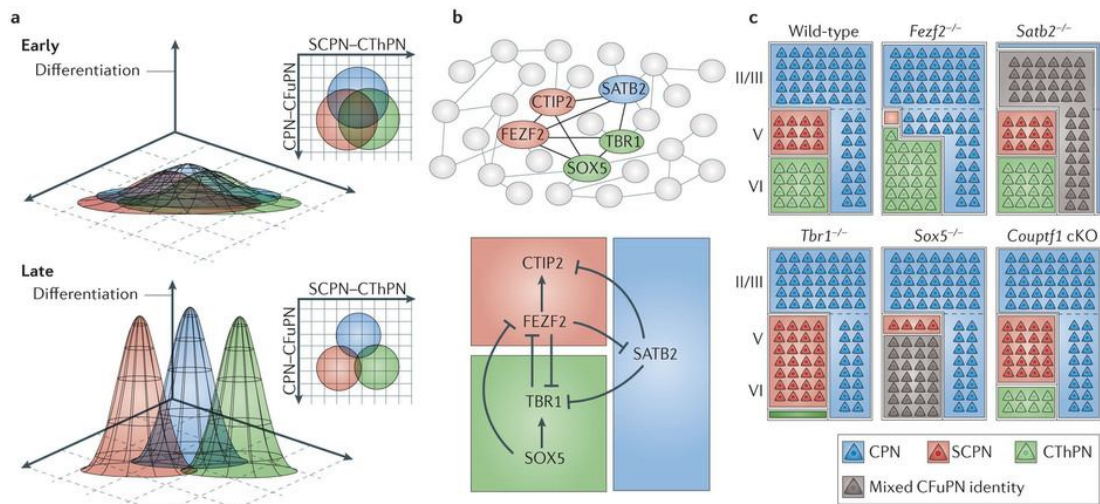 a
Early
Differentiation
SCPN–CThPN
CPN–CFuPN
Late
Differentiation
SCPN–CThPN
CPN–CFuPN
b
CTIP2
SATB2
FEZF2
TBR1
SOX5
CTIP2
FEZF2
SATB2
TBR1
SOX5
c
Wild-type
Fezf2–/–
Satb2–/–
II/III
V
VI
Tbr1–/–
Sox5–/–
Couptf1 cKO
II/III
V
VI
CPN
SCPN
CThPN
Mixed CFuPN identity